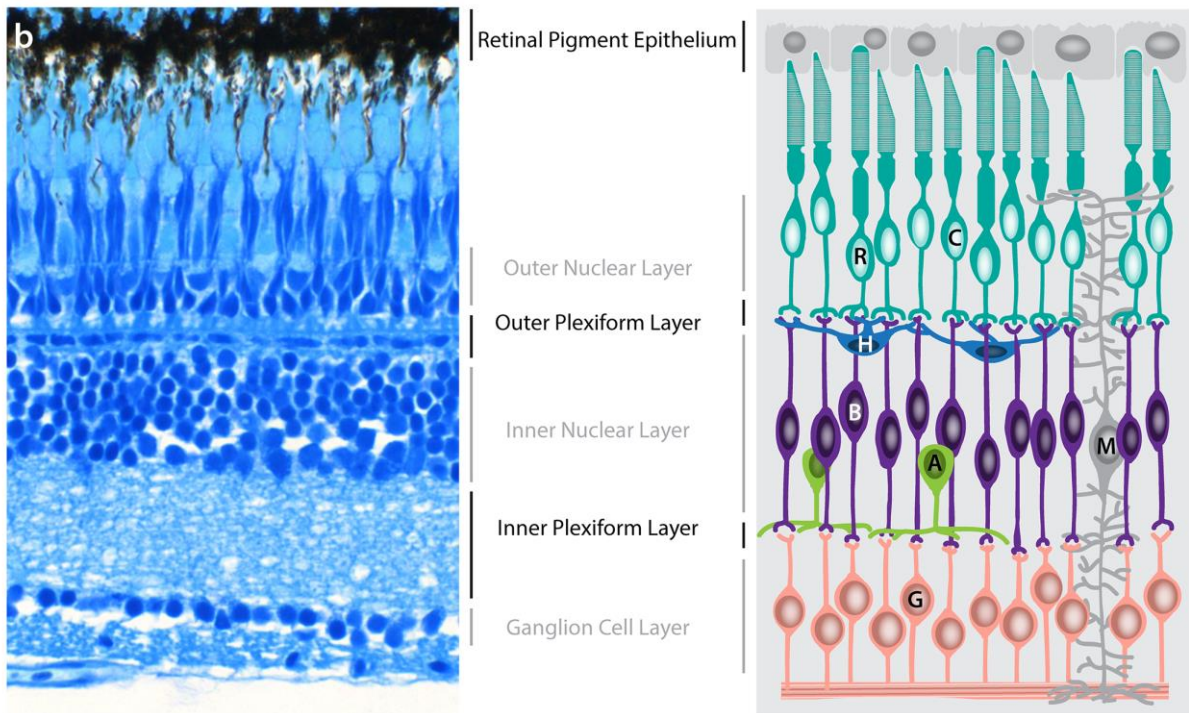 b
Retinal Pigment Epithelium
Outer Nuclear Layer
Outer Plexiform Layer
Inner Nuclear Layer
Inner Plexiform Layer
Ganglion Cell Layer
C
R
H
B
A
M
G